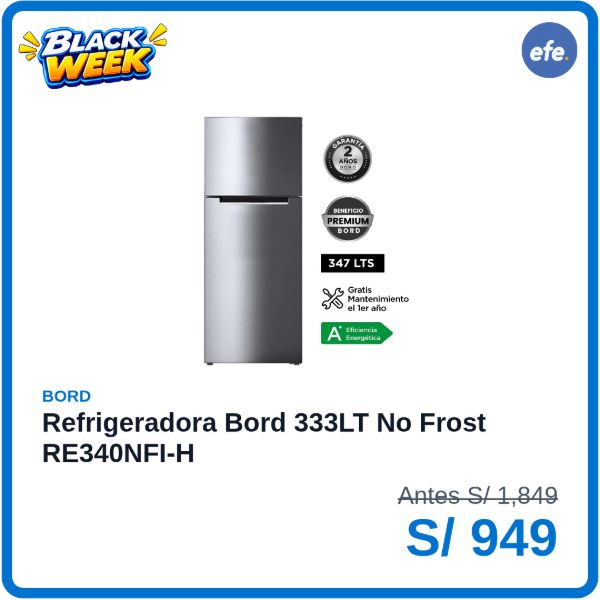 BLACK
WEEK
efe.
GARANTÍA
2
AÑOS
BORD
BENEFICIO
PREMIUM
BORD
347 LTS
Gratis
Mantenimiento
el 1er año
A+
Eficiencia
Energética
BORD
Refrigeradora Bord 333LT No Frost
RE340NFI-H
Antes S/ 1,849
S/ 949